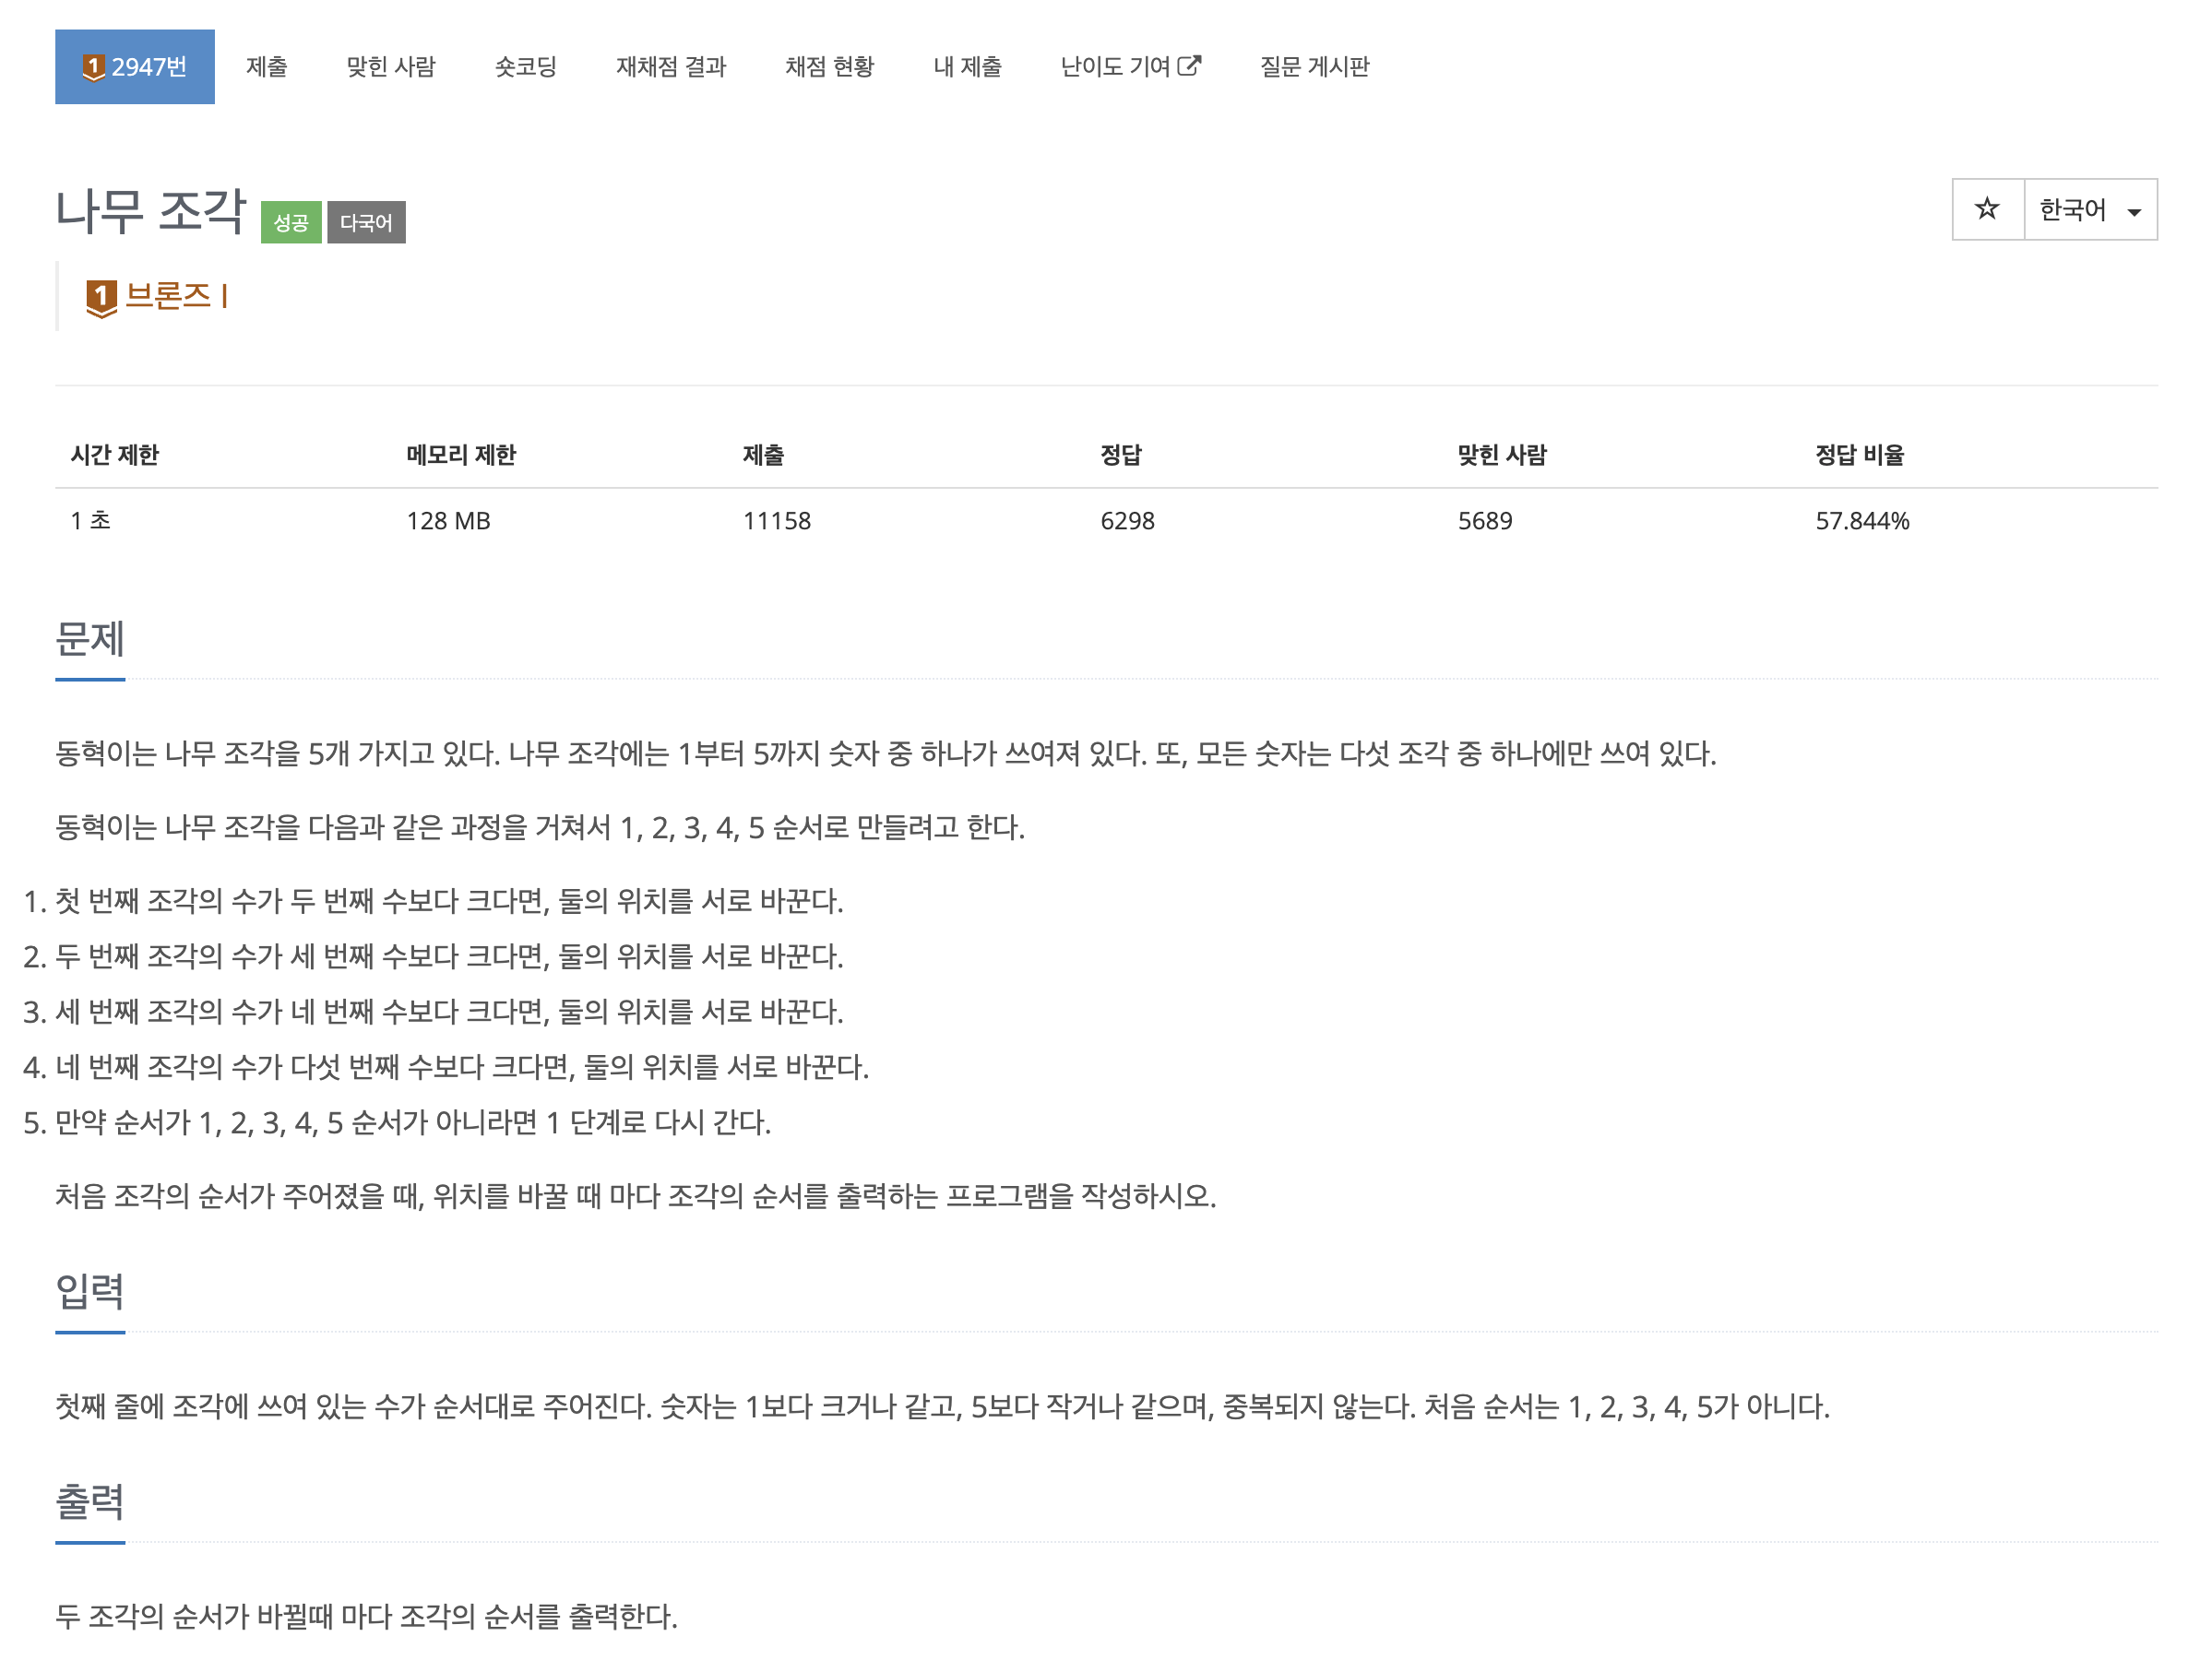 1 2947번 제출 맞힌 사람 숏코딩 재채점 결과 채점 현황 내 제출 난이도 기여 질문 게시판
나무 조각 성공 다국어 ☆ 한국어
1 브론즈 I
시간 제한 메모리 제한 제출 정답 맞힌 사람 정답 비율
1 초 128 MB 11158 6298 5689 57.844%
문제
동혁이는 나무 조각을 5개 가지고 있다. 나무 조각에는 1부터 5까지 숫자 중 하나가 쓰여져 있다. 또, 모든 숫자는 다섯 조각 중 하나에만 쓰여 있다.
동혁이는 나무 조각을 다음과 같은 과정을 거쳐서 1, 2, 3, 4, 5 순서로 만들려고 한다.
1. 첫 번째 조각의 수가 두 번째 수보다 크다면, 둘의 위치를 서로 바꾼다.
2. 두 번째 조각의 수가 세 번째 수보다 크다면, 둘의 위치를 서로 바꾼다.
3. 세 번째 조각의 수가 네 번째 수보다 크다면, 둘의 위치를 서로 바꾼다.
4. 네 번째 조각의 수가 다섯 번째 수보다 크다면, 둘의 위치를 서로 바꾼다.
5. 만약 순서가 1, 2, 3, 4, 5 순서가 아니라면 1 단계로 다시 간다.
처음 조각의 순서가 주어졌을 때, 위치를 바꿀 때 마다 조각의 순서를 출력하는 프로그램을 작성하시오.
입력
첫째 줄에 조각에 쓰여 있는 수가 순서대로 주어진다. 숫자는 1보다 크거나 같고, 5보다 작거나 같으며, 중복되지 않는다. 처음 순서는 1, 2, 3, 4, 5가 아니다.
출력
두 조각의 순서가 바뀔때 마다 조각의 순서를 출력한다.